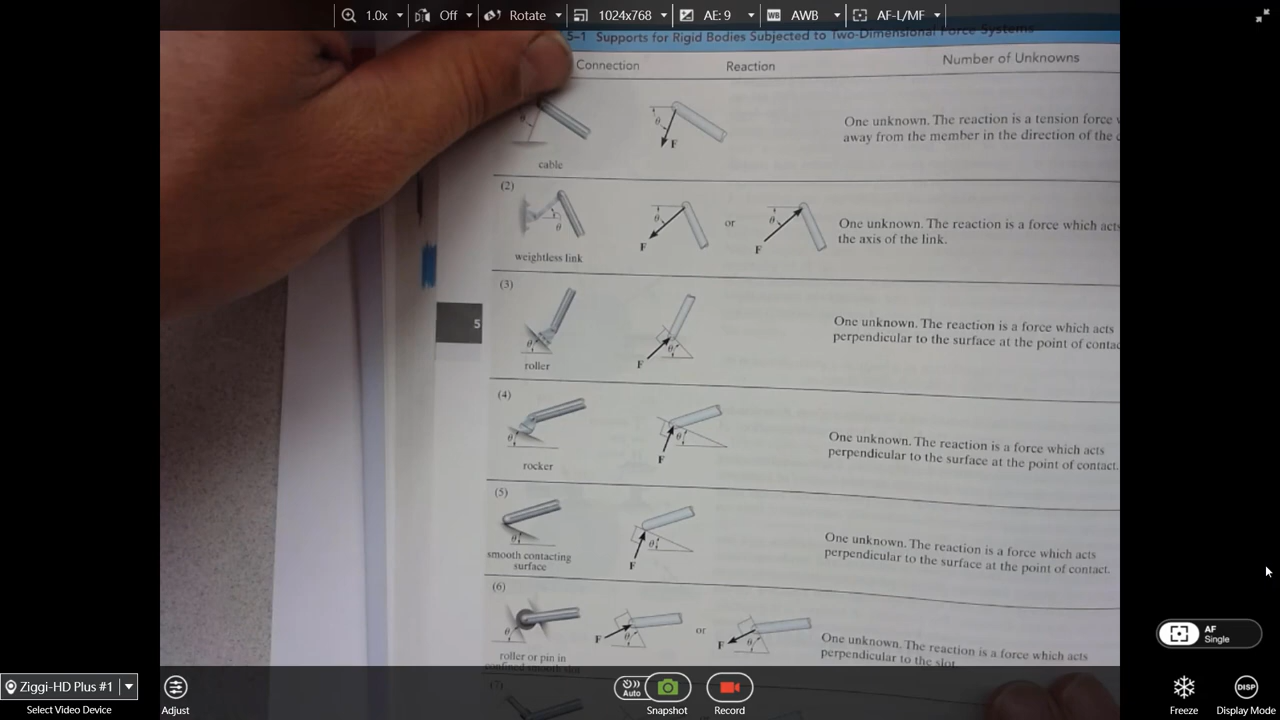 1.0x
Off
Rotate
1024x768
AE: 9
WB AWB
AF-L/MF
5–1 Supports for Rigid Bodies Subjected to Two-Dimensional Force Systems
Connection Reaction Number of Unknowns
θ θ F
One unknown. The reaction is a tension force
away from the member in the direction of the
cable
(2)
θ θ F or θ F
One unknown. The reaction is a force which acts
the axis of the link.
weightless link
(3)
5
θ θ F
One unknown. The reaction is a force which acts
perpendicular to the surface at the point of
roller
(4)
θ θ F
One unknown. The reaction is a force which acts
perpendicular to the surface at the point of contact.
rocker
(5)
θ θ F
One unknown. The reaction is a force which acts
perpendicular to the surface at the point of contact.
smooth contacting
surface
(6)
θ F θ or F θ
One unknown. The reaction is a force which acts
perpendicular to the slot.
roller or pin in
confined smooth slot
(7)
AF
Single
Ziggi-HD Plus #1
Select Video Device
Adjust
Auto
Snapshot
Record
Freeze
DISP
Display Mode